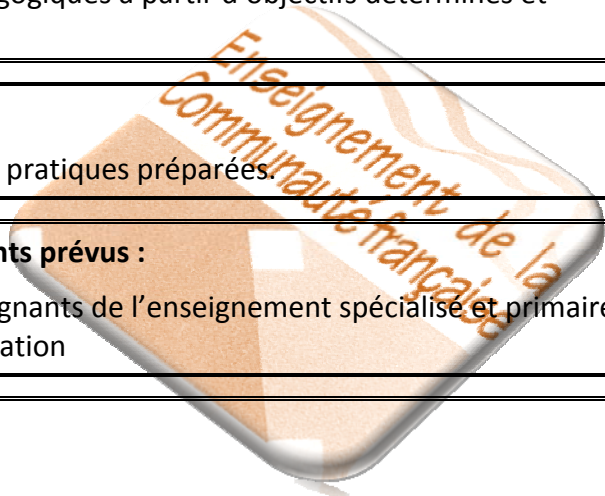 gogiques à partir d'objectifs déterminés et
Enseignement de la
Communauté française
pratiques préparées.
nts prévus :
gnants de l'enseignement spécialisé et primaire
ation